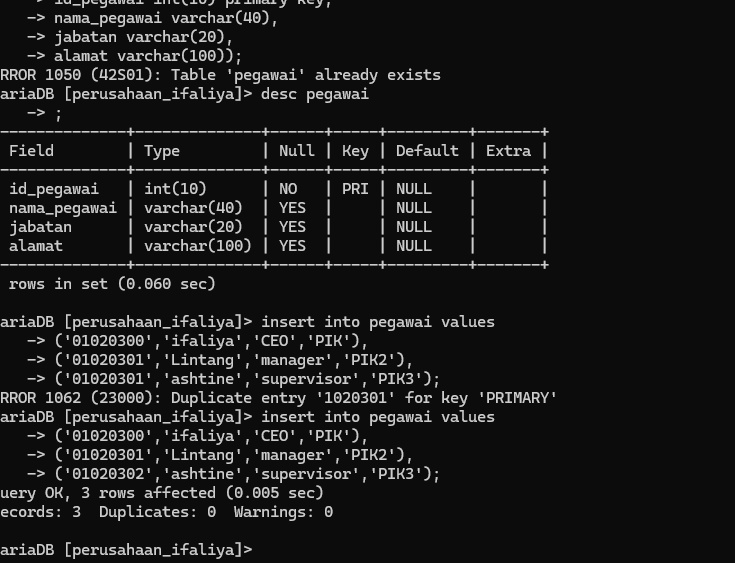 -> id_pegawai int(10) primary key,
-> nama_pegawai varchar(40),
-> jabatan varchar(20),
-> alamat varchar(100));
RROR 1050 (42S01): Table 'pegawai' already exists
ariaDB [perusahaan_ifaliya]> desc pegawai
-> ;
-------------+--------------+------+-----+---------+-------+
Field | Type | Null | Key | Default | Extra |
-------------+--------------+------+-----+---------+-------+
id_pegawai | int(10) | NO | PRI | NULL | |
nama_pegawai | varchar(40) | YES | | NULL | |
jabatan | varchar(20) | YES | | NULL | |
alamat | varchar(100) | YES | | NULL | |
-------------+--------------+------+-----+---------+-------+
rows in set (0.060 sec)
ariaDB [perusahaan_ifaliya]> insert into pegawai values
-> ('01020300','ifaliya','CEO','PIK'),
-> ('01020301','Lintang','manager','PIK2'),
-> ('01020301','ashtine','supervisor','PIK3');
RROR 1062 (23000): Duplicate entry '1020301' for key 'PRIMARY'
ariaDB [perusahaan_ifaliya]> insert into pegawai values
-> ('01020300','ifaliya','CEO','PIK'),
-> ('01020301','Lintang','manager','PIK2'),
-> ('01020302','ashtine','supervisor','PIK3');
uery OK, 3 rows affected (0.005 sec)
ecords: 3 Duplicates: 0 Warnings: 0
ariaDB [perusahaan_ifaliya]>